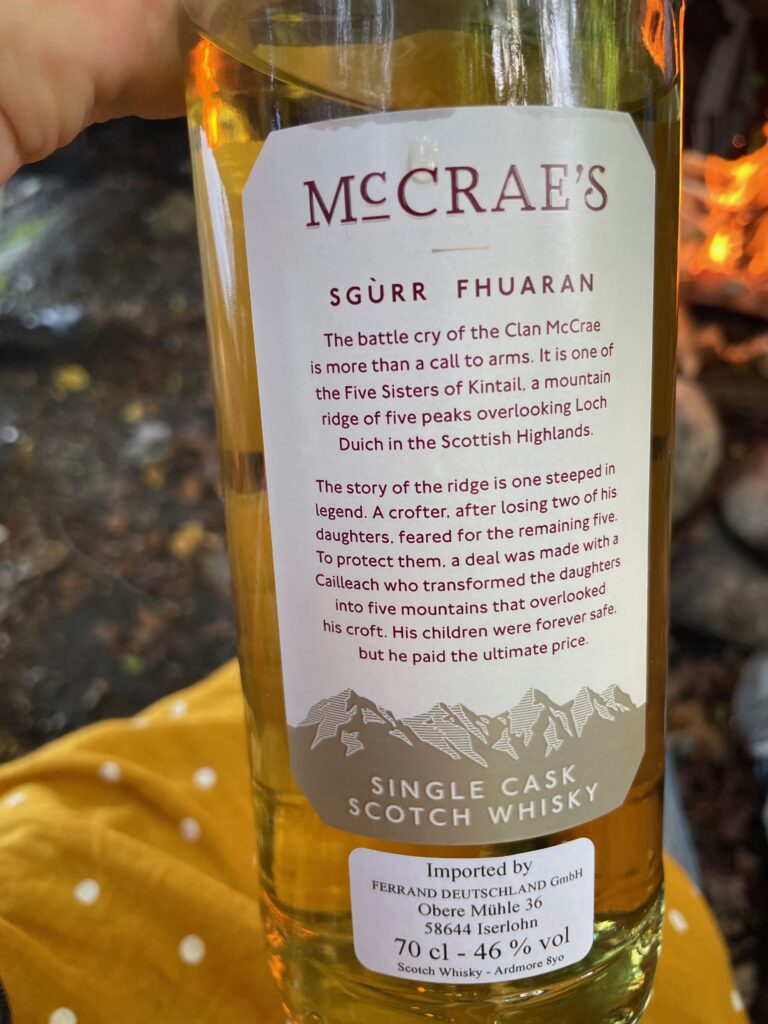 McCRAE'S
SGÙRR FHUARAN
The battle cry of the Clan McCrae
is more than a call to arms. It is one of
the Five Sisters of Kintail, a mountain
ridge of five peaks overlooking Loch
Duich in the Scottish Highlands.
The story of the ridge is one steeped in
legend. A crofter, after losing two of his
daughters, feared for the remaining five.
To protect them, a deal was made with a
Cailleach who transformed the daughters
into five mountains that overlooked
his croft. His children were forever safe,
but he paid the ultimate price.
SINGLE CASK
SCOTCH WHISKY
Imported by
FERRAND DEUTSCHLAND GmbH
Obere Mühle 36
58644 Iserlohn
70 cl - 46 % vol
Scotch Whisky - Ardmore 8yo